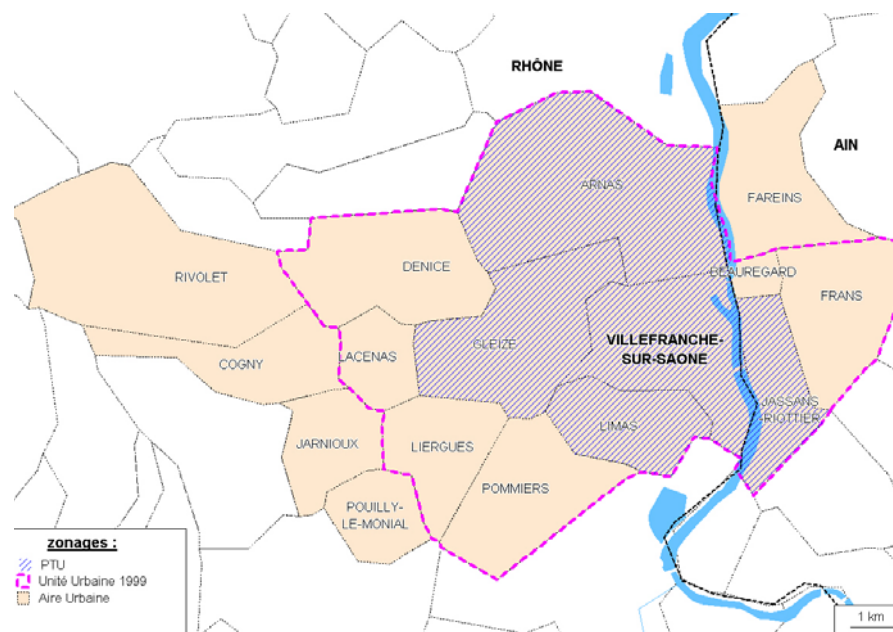 RHÔNE
AIN
ARNAS
FAREINS
DENICE
BEAUREGARD
RIVOLET
FRANS
VILLEFRANCHE-
SUR-SAONE
GLEIZE
LACENAS
COGNY
JASSANS
-RIOTTIER
LIMAS
JARNIOUX
LIERGUES
POMMIERS
POUILLY-
LE-MONIAL
zonages :
PTU
Unité Urbaine 1999
Aire Urbaine
1 km